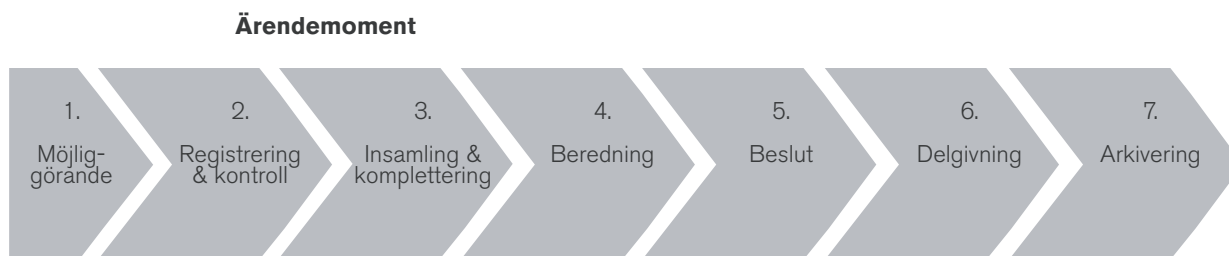 Ärendemoment
1.
Möjlig-
görande
2.
Registrering
& kontroll
3.
Insamling &
komplettering
4.
Beredning
5.
Beslut
6.
Delgivning
7.
Arkivering